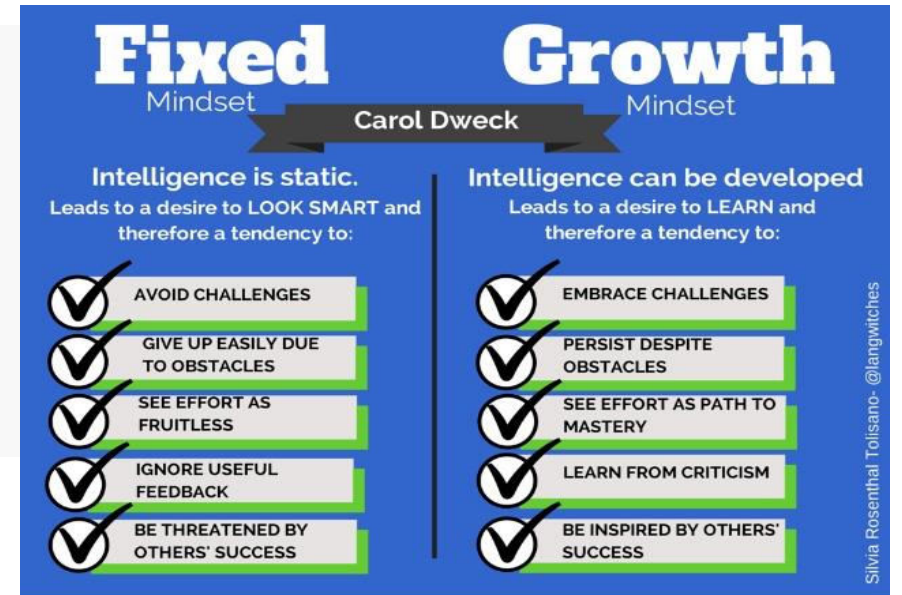 Fixed
Mindset
Growth
Mindset
Carol Dweck
Intelligence is static.
Leads to a desire to LOOK SMART and
therefore a tendency to:
AVOID CHALLENGES
GIVE UP EASILY DUE
TO OBSTACLES
SEE EFFORT AS
FRUITLESS
IGNORE USEFUL
FEEDBACK
BE THREATENED BY
OTHERS' SUCCESS
Intelligence can be developed
Leads to a desire to LEARN and
therefore a tendency to:
EMBRACE CHALLENGES
PERSIST DESPITE
OBSTACLES
SEE EFFORT AS PATH TO
MASTERY
LEARN FROM CRITICISM
BE INSPIRED BY OTHERS'
SUCCESS
Silvia Rosenthal Tolisano- @langwitches